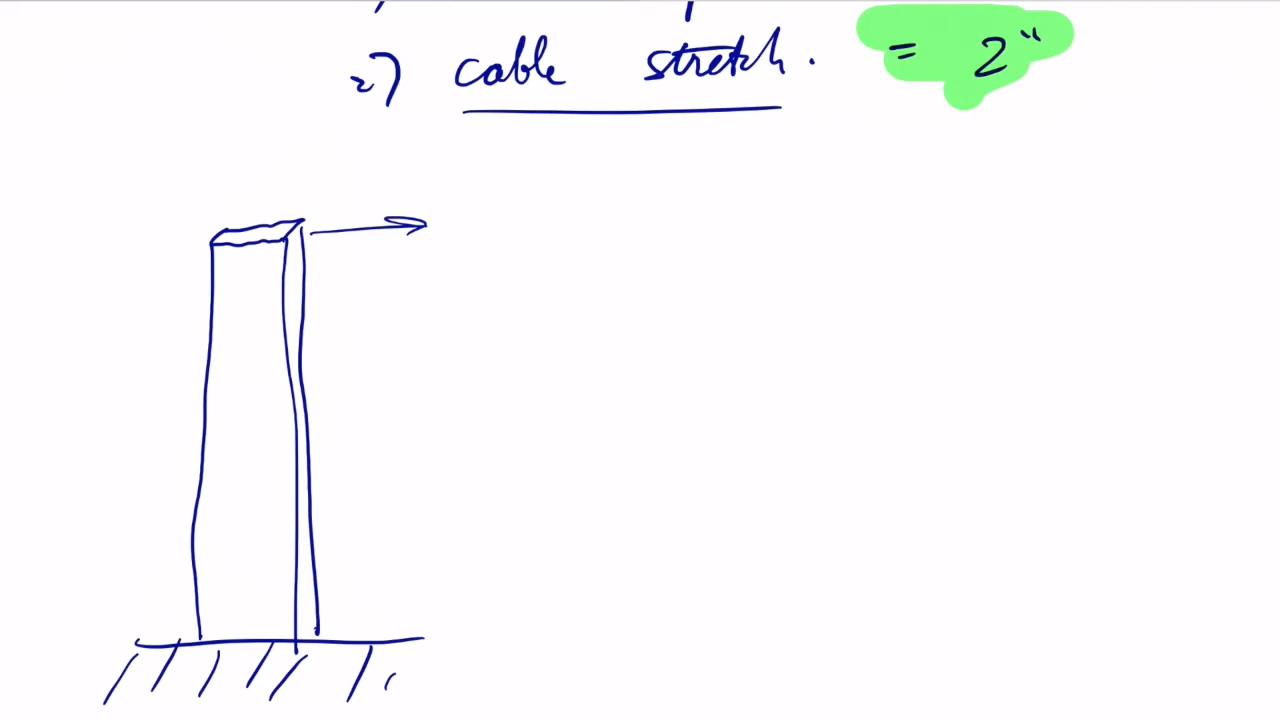 2) cable stretch. = 2"